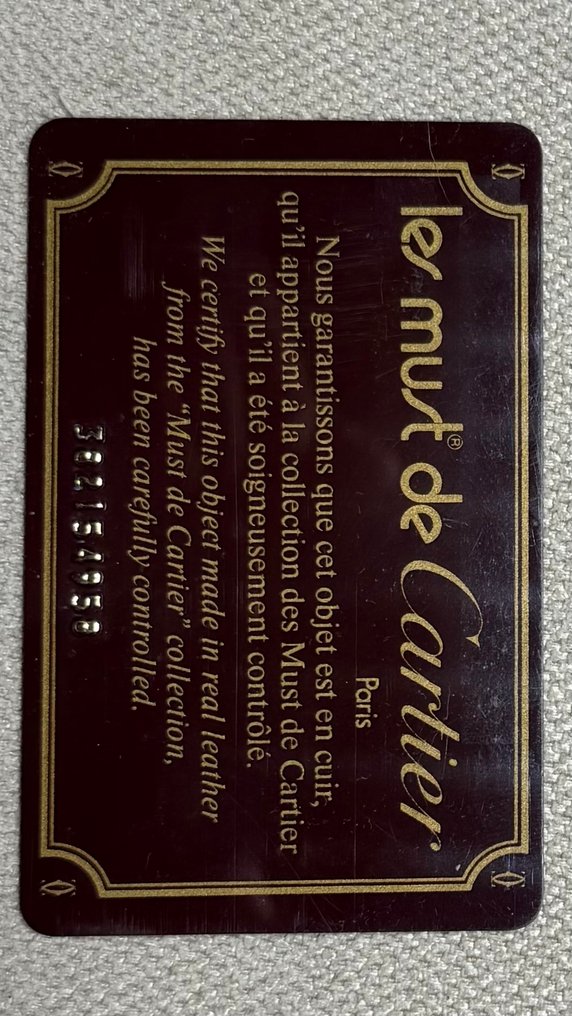 les must® de Cartier
Paris
Nous garantissons que cet objet est en cuir,
qu'il appartient à la collection des Must de Cartier
et qu'il a été soigneusement contrôlé.
We certify that this object made in real leather
from the “Must de Cartier” collection,
has been carefully controlled.
382154958